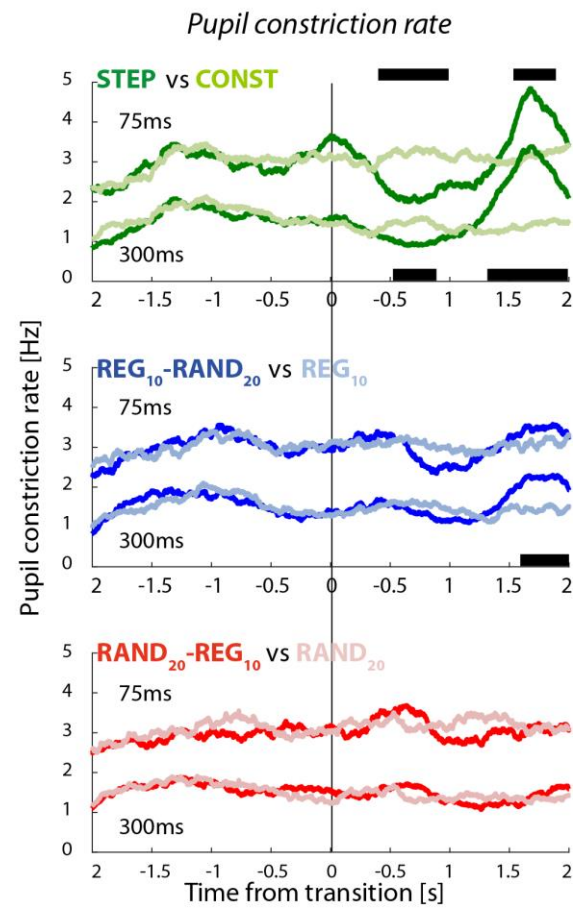 Pupil constriction rate
STEP vs CONST
5
75ms
4
3
2
1
300ms
0
2 -1.5 -1 -0.5 0 -0.5 1 1.5 2
Pupil constriction rate [Hz]
REG10-RAND20 vs REG10
5
75ms
4
3
2
1
300ms
0
2 -1.5 -1 -0.5 0 -0.5 1 1.5 2
RAND20-REG10 vs RAND20
5
75ms
4
3
2
1
300ms
0
2 -1.5 -1 -0.5 0 -0.5 1 1.5 2
Time from transition [s]